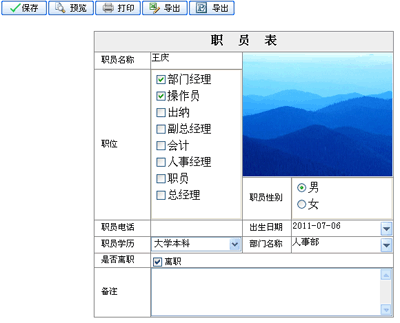 保存 预览 打印 导出 导出
职 员 表
职员名称 王庆
职位
部门经理
操作员
出纳
副总经理
会计
人事经理
职员
总经理
职员性别
男
女
职员电话 出生日期 2011-07-06
职员学历 大学本科 部门名称 人事部
是否离职 离职
备注